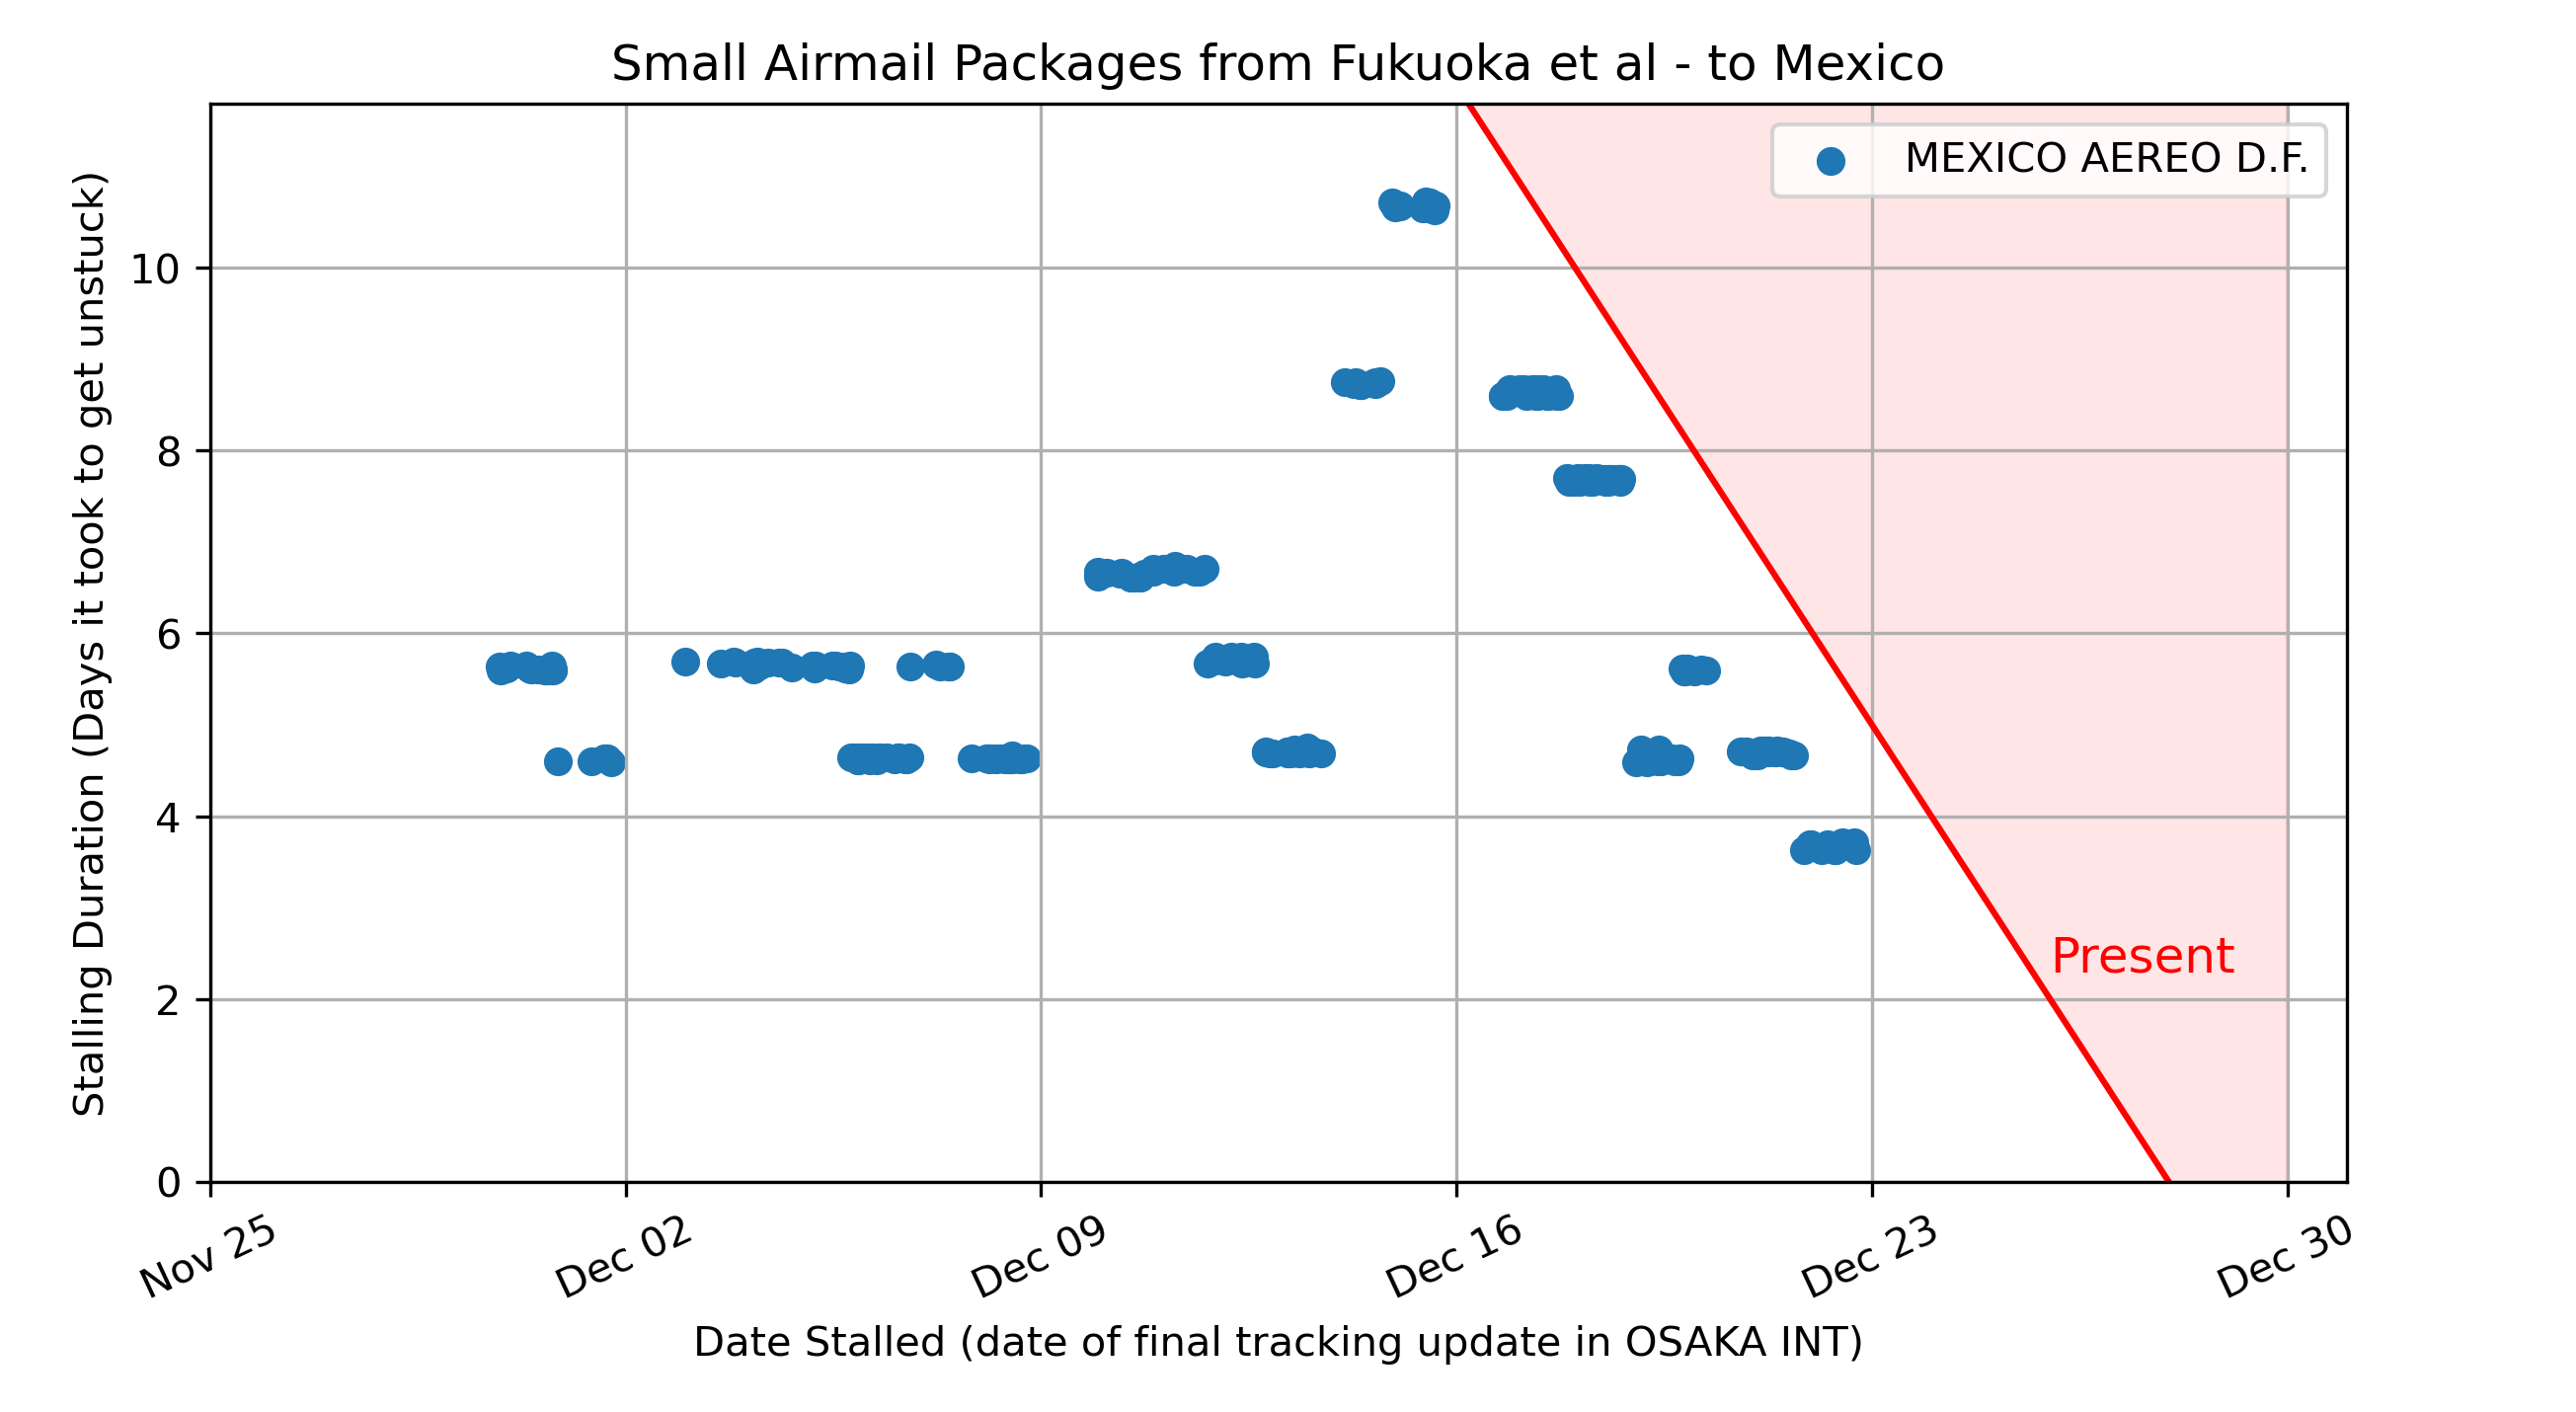 Small Airmail Packages from Fukuoka et al - to Mexico
MEXICO AEREO D.F.
Stalling Duration (Days it took to get unstuck)
10
8
6
4
2
0
Present
Nov 25
Dec 02
Dec 09
Dec 16
Dec 23
Dec 30
Date Stalled (date of final tracking update in OSAKA INT)